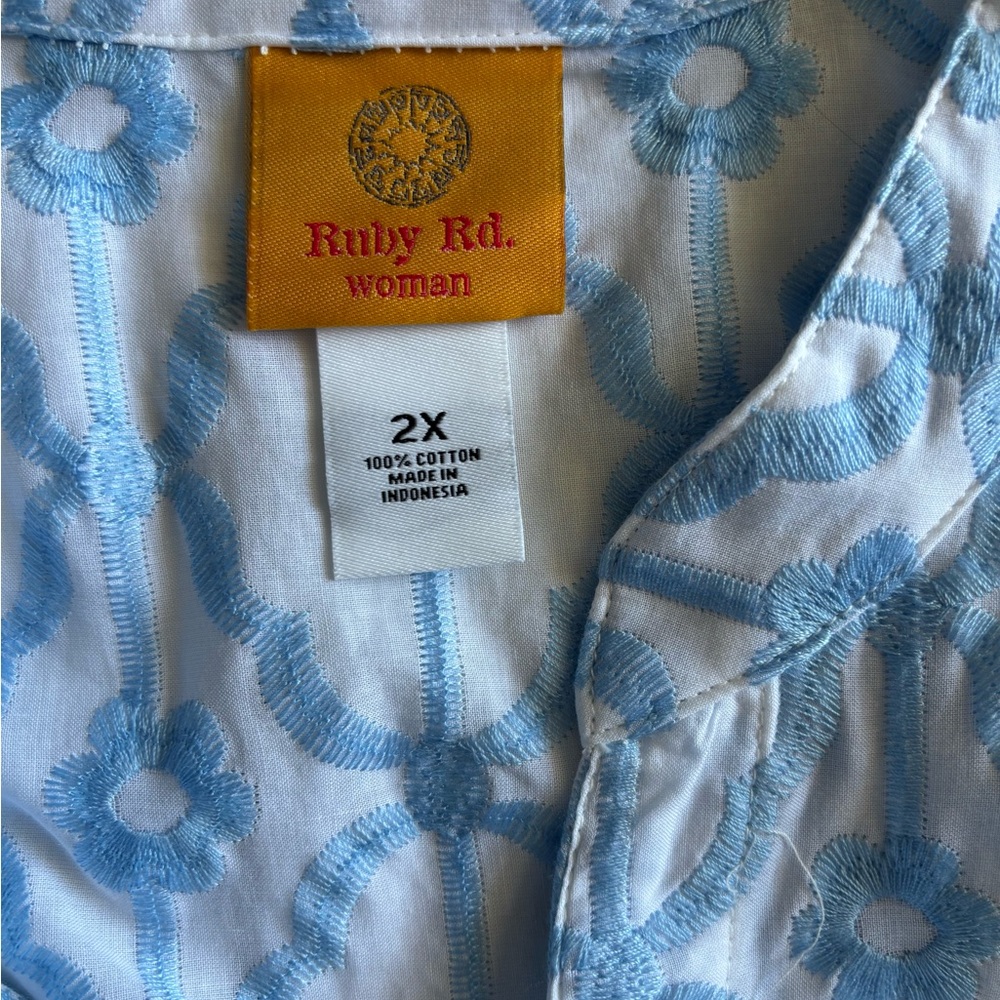 Ruby Rd.
woman
2X
100% COTTON
MADE IN
INDONESIA